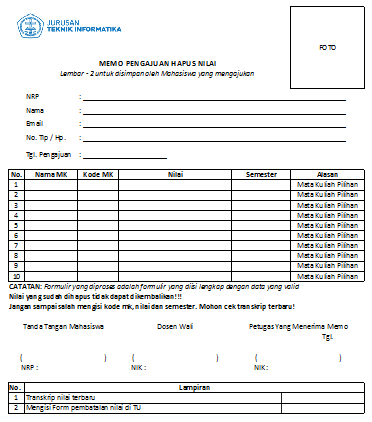 JURUSAN
TEKNIK INFORMATIKA
FOTO
MEMO PENGAJUAN HAPUS NILAI
Lembar - 2 untuk disimpan oleh Mahasiswa yang mengajukan
NRP :
Nama :
Email :
No. Tlp / Hp. :
Tgl. Pengajuan :
No. Nama MK Kode MK Nilai Semester Alasan
1 Mata Kuliah Pilihan
2 Mata Kuliah Pilihan
3 Mata Kuliah Pilihan
4 Mata Kuliah Pilihan
5 Mata Kuliah Pilihan
6 Mata Kuliah Pilihan
7 Mata Kuliah Pilihan
8 Mata Kuliah Pilihan
9 Mata Kuliah Pilihan
10 Mata Kuliah Pilihan
CATATAN: Formulir yang diproses adalah formulir yang diisi lengkap dengan data yang valid
Nilai yang sudah dihapus tidak dapat dikembalikan!!!
Jangan sampai salah mengisi kode mk, nilai dan semester. Mohon cek transkrip terbaru!
Tanda Tangan Mahasiswa Dosen Wali Petugas Yang Menerima Memo
Tgl.
( ) ( ) ( )
NRP : NIK : NIK :
No. Lampiran
1 Transkrip nilai terbaru
2 Mengisi Form pembatalan nilai di TU